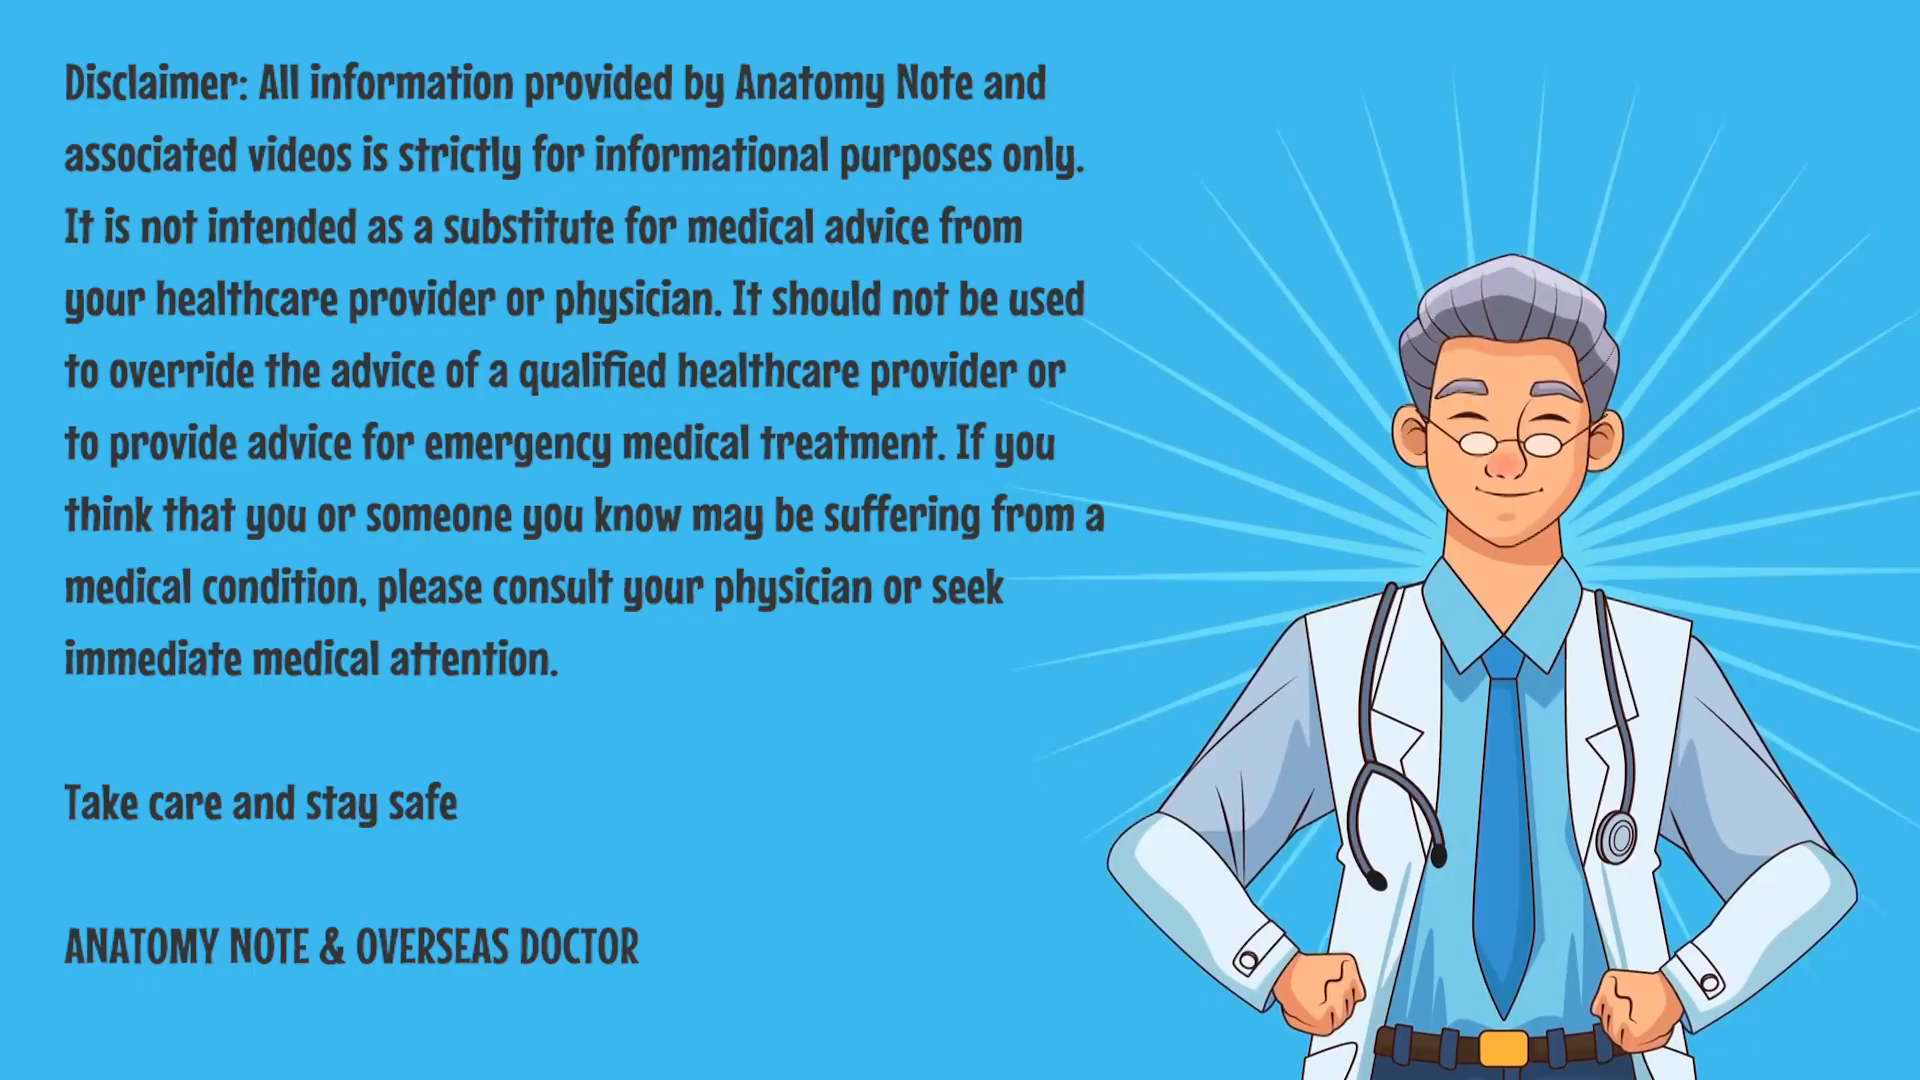 Disclaimer: All information provided by Anatomy Note and
associated videos is strictly for informational purposes only.
It is not intended as a substitute for medical advice from
your healthcare provider or physician. It should not be used
to override the advice of a qualified healthcare provider or
to provide advice for emergency medical treatment. If you
think that you or someone you know may be suffering from a
medical condition, please consult your physician or seek
immediate medical attention.
Take care and stay safe
ANATOMY NOTE & OVERSEAS DOCTOR